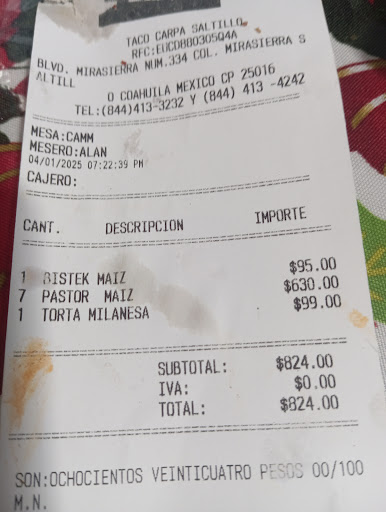 TACO CARPA SALTILLO
RFC:EUCD880305Q4A
BLVD. MIRASIERRA NUM.334 COL. MIRASIERRA S
ALTILL
O COAHUILA MEXICO CP 25016
TEL:(844)413-3232 Y (844) 413 -4242
MESA:CAMM
MESERO:ALAN
04/01/2025 07:22:39 PM
CAJERO:
CANT. DESCRIPCION IMPORTE
1 BISTEK MAIZ $95.00
7 PASTOR MAIZ $630.00
1 TORTA MILANESA $99.00
SUBTOTAL: $824.00
IVA: $0.00
TOTAL: $824.00
SON:OCHOCIENTOS VEINTICUATRO PESOS 00/100
M.N.